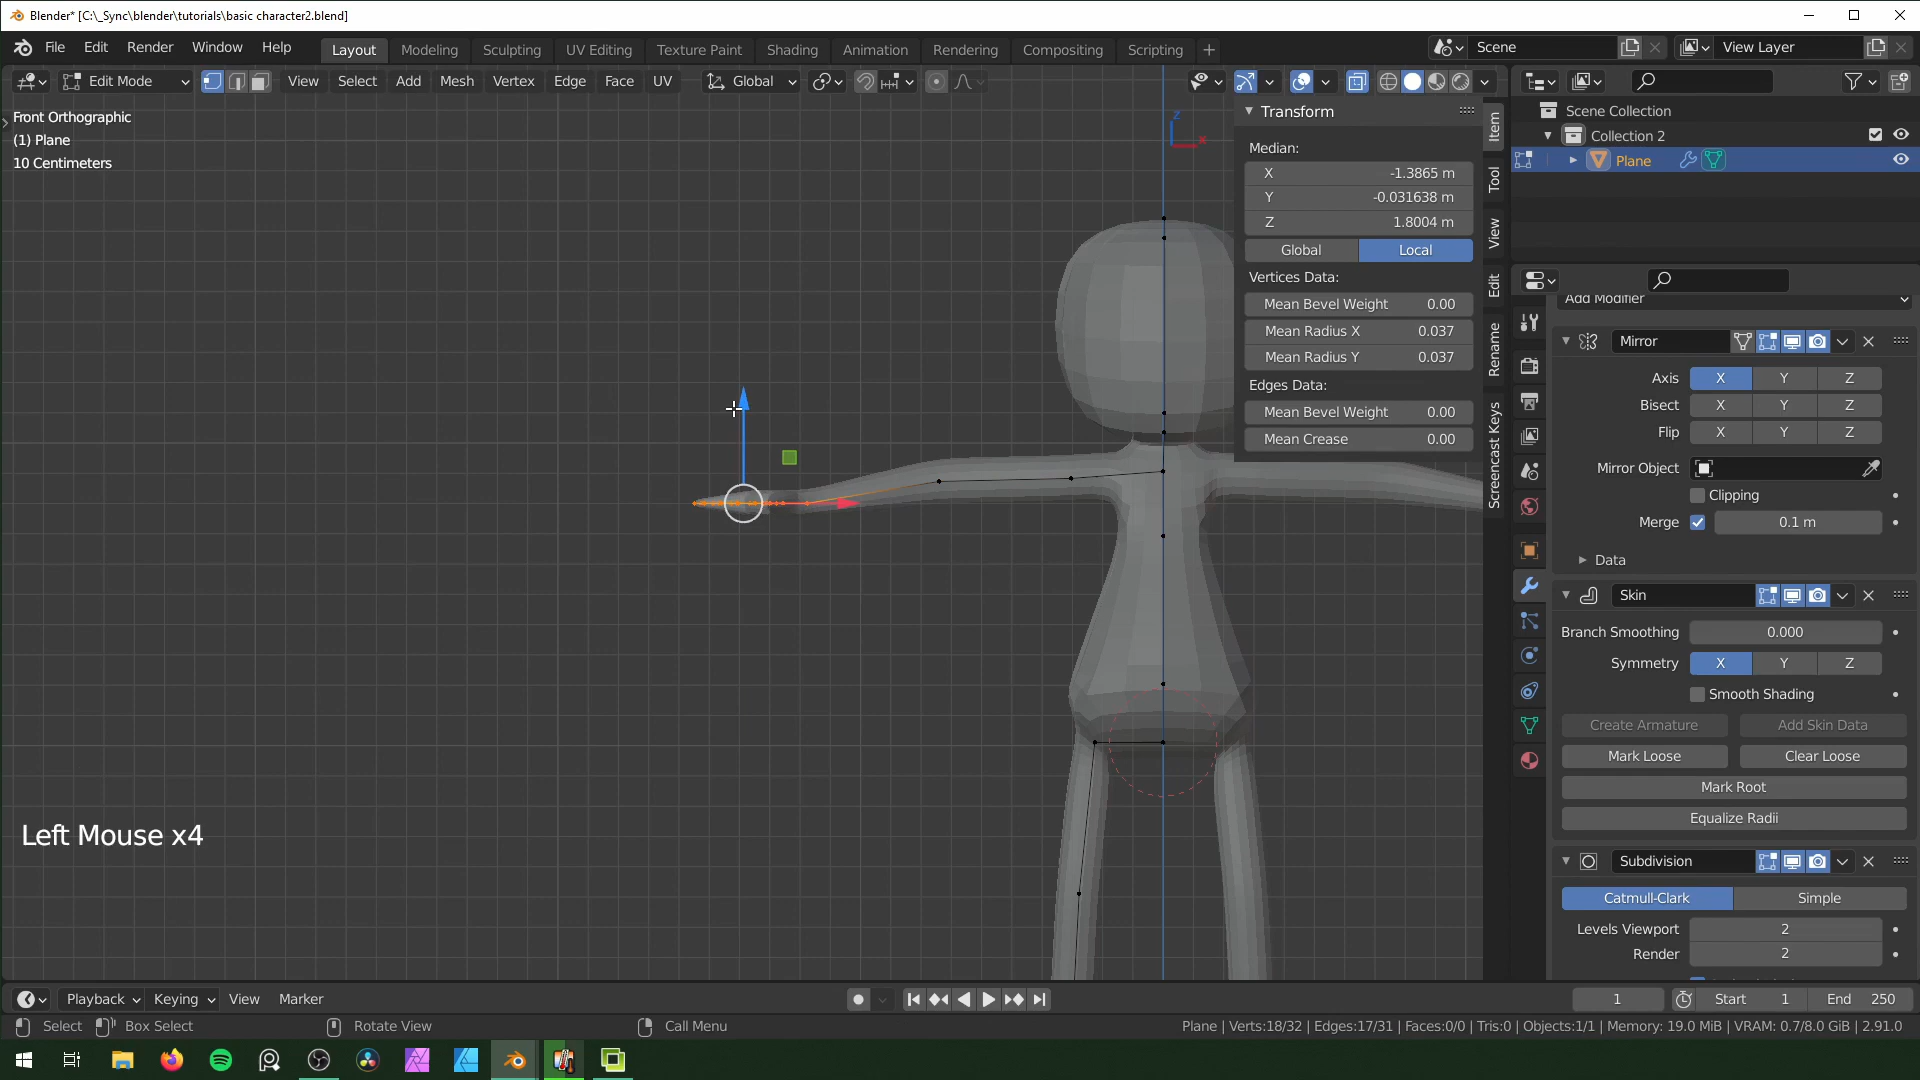 Blender* [C:\_Sync\blender\tutorials\basic character2.blend]
File Edit Render Window Help
Layout Modeling Sculpting UV Editing Texture Paint Shading Animation Rendering Compositing Scripting +
Scene
View Layer
Edit Mode
View Select Add Mesh Vertex Edge Face UV
Global
Front Orthographic
(1) Plane
10 Centimeters
Z
X
Transform
Median:
X -1.3865 m
Y -0.031638 m
Z 1.8004 m
Global Local
Vertices Data:
Mean Bevel Weight 0.00
Mean Radius X 0.037
Mean Radius Y 0.037
Edges Data:
Mean Bevel Weight 0.00
Mean Crease 0.00
Item
Tool
View
Edit
Rename
Screencast Keys
Scene Collection
Collection 2
Plane
Add Modifier
Mirror
Axis X Y Z
Bisect X Y Z
Flip X Y Z
Mirror Object
Clipping
Merge 0.1 m
Data
Skin
Branch Smoothing 0.000
Symmetry X Y Z
Smooth Shading
Create Armature Add Skin Data
Mark Loose Clear Loose
Mark Root
Equalize Radii
Subdivision
Catmull-Clark Simple
Levels Viewport 2
Render 2
Left Mouse x4
Playback Keying View Marker
1 Start 1 End 250
Select Box Select Rotate View Call Menu
Plane | Verts:18/32 | Edges:17/31 | Faces:0/0 | Tris:0 | Objects:1/1 | Memory: 19.0 MiB | VRAM: 0.7/8.0 GiB | 2.91.0